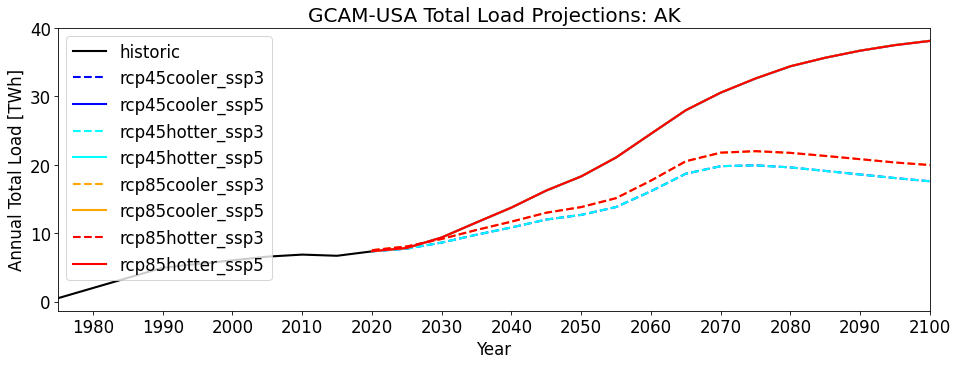 GCAM-USA Total Load Projections: AK
Annual Total Load [TWh]
40
30
20
10
0
historic
rcp45cooler_ssp3
rcp45cooler_ssp5
rcp45hotter_ssp3
rcp45hotter_ssp5
rcp85cooler_ssp3
rcp85cooler_ssp5
rcp85hotter_ssp3
rcp85hotter_ssp5
1980 1990 2000 2010 2020 2030 2040 2050 2060 2070 2080 2090 2100
Year